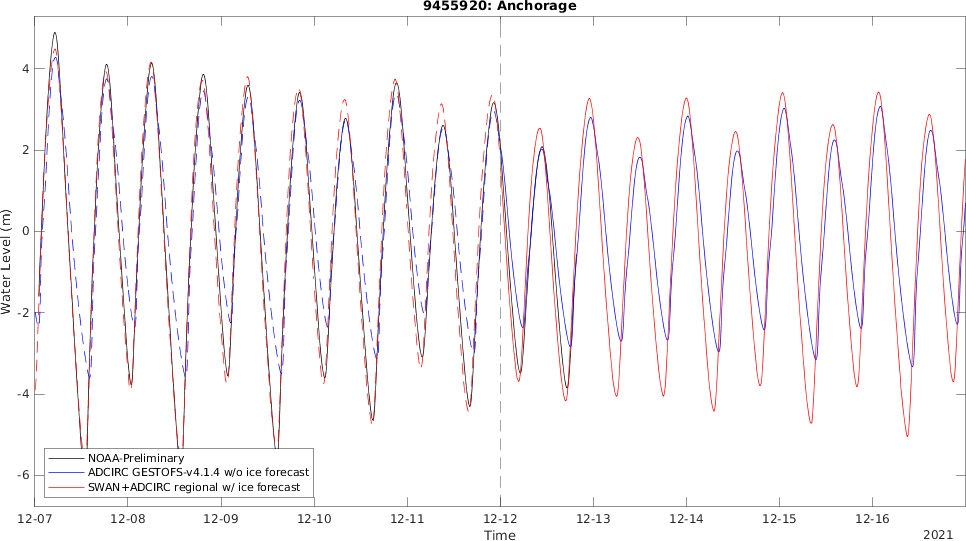 9455920: Anchorage
Water Level (m)
4
2
0
-2
-4
-6
NOAA-Preliminary
ADCIRC GESTOFS-v4.1.4 w/o ice forecast
SWAN+ADCIRC regional w/ ice forecast
12-07 12-08 12-09 12-10 12-11 12-12 12-13 12-14 12-15 12-16
Time
2021